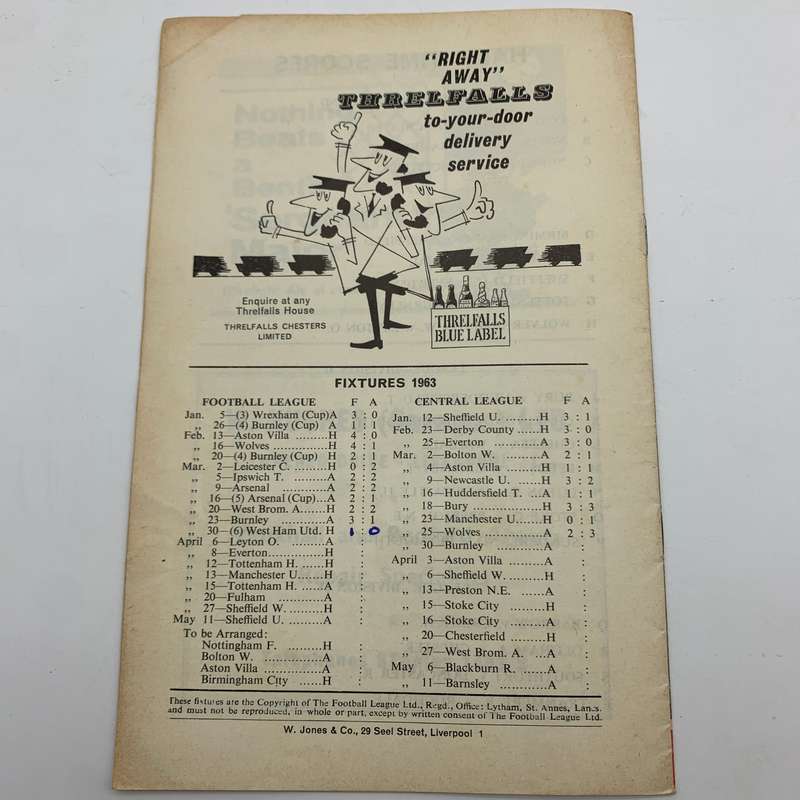 "RIGHT
AWAY"
THRELFALLS
to-your-door
delivery
service
Enquire at any
Threlfalls House
THRELFALLS CHESTERS
LIMITED
THRELFALLS
BLUE LABEL
FIXTURES 1963
FOOTBALL LEAGUE F A
Jan. 5—(3) Wrexham (Cup)A 3 : 0
,, 26—(4) Burnley (Cup) A 1 : 1
Feb. 13—Aston Villa .........H 4 : 0
,, 16—Wolves ...............H 4 : 1
,, 20—(4) Burnley (Cup) H 2 : 1
Mar. 2—Leicester C. .........H 0 : 2
,, 5—Ipswich T. ............A 2 : 2
,, 9—Arsenal ...............A 2 : 2
,, 16—(5) Arsenal (Cup)...A 2 : 1
,, 20—West Brom. A.......H 2 : 2
,, 23—Burnley ...............A 3 : 1
,, 30—(6) West Ham Utd. H 1 : 0
April 6—Leyton O. ............A :
,, 8—Everton..................H :
,, 12—Tottenham H. ......H :
,, 13—Manchester U.......H :
,, 15—Tottenham H. ......A :
,, 20—Fulham ...............A :
,, 27—Sheffield W. .........H :
May 11—Sheffield U. .........A :
To be Arranged:
Nottingham F. .........H :
Bolton W. ...............A :
Aston Villa ...............A :
Birmingham City ......H :
CENTRAL LEAGUE F A
Jan. 12—Sheffield U. .........H 3 : 1
Feb. 23—Derby County ......H 3 : 0
,, 25—Everton ...............A 3 : 0
Mar. 2—Bolton W. ............A 2 : 1
,, 4—Aston Villa ............H 1 : 1
,, 9—Newcastle U. .........H 3 : 2
,, 16—Huddersfield T. ...A 1 : 1
,, 18—Bury ..................H 3 : 3
,, 23—Manchester U.......H 0 : 1
,, 25—Wolves ...............A 2 : 3
,, 30—Burnley ...............A :
April 3—Aston Villa ............A :
,, 6—Sheffield W. .........H :
,, 13—Preston N.E. .........A :
,, 15—Stoke City ............H :
,, 16—Stoke City ............A :
,, 20—Chesterfield .........H :
,, 27—West Brom. A. ...A :
May 6—Blackburn R. .........A :
,, 11—Barnsley ............A :
These fixtures are the Copyright of The Football League Ltd., Regd., Office: Lytham, St. Annes, Lancs.
and must not be reproduced, in whole or part, except by written consent of The Football League Ltd.
W. Jones & Co., 29 Seel Street, Liverpool 1